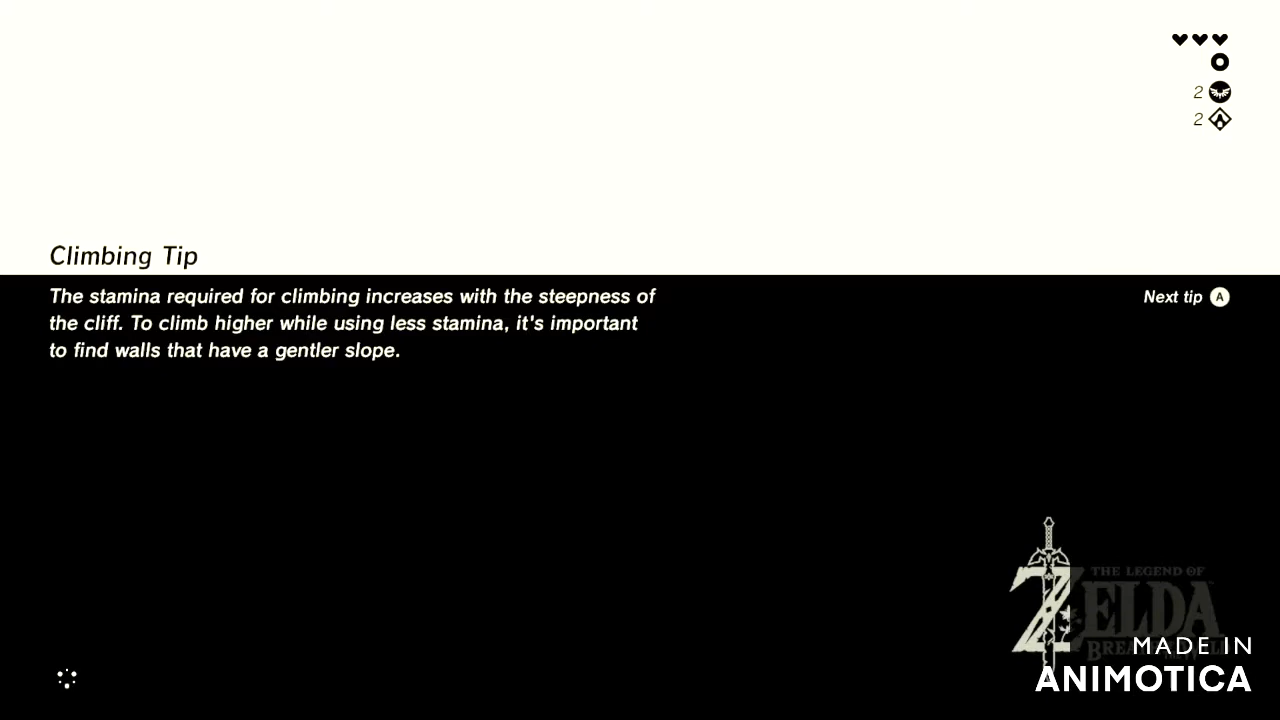 2
2
Climbing Tip
The stamina required for climbing increases with the steepness of
the cliff. To climb higher while using less stamina, it's important
to find walls that have a gentler slope.
Next tip A
THE LEGEND OF
ZELDA
MADE IN
ANIMOTICA